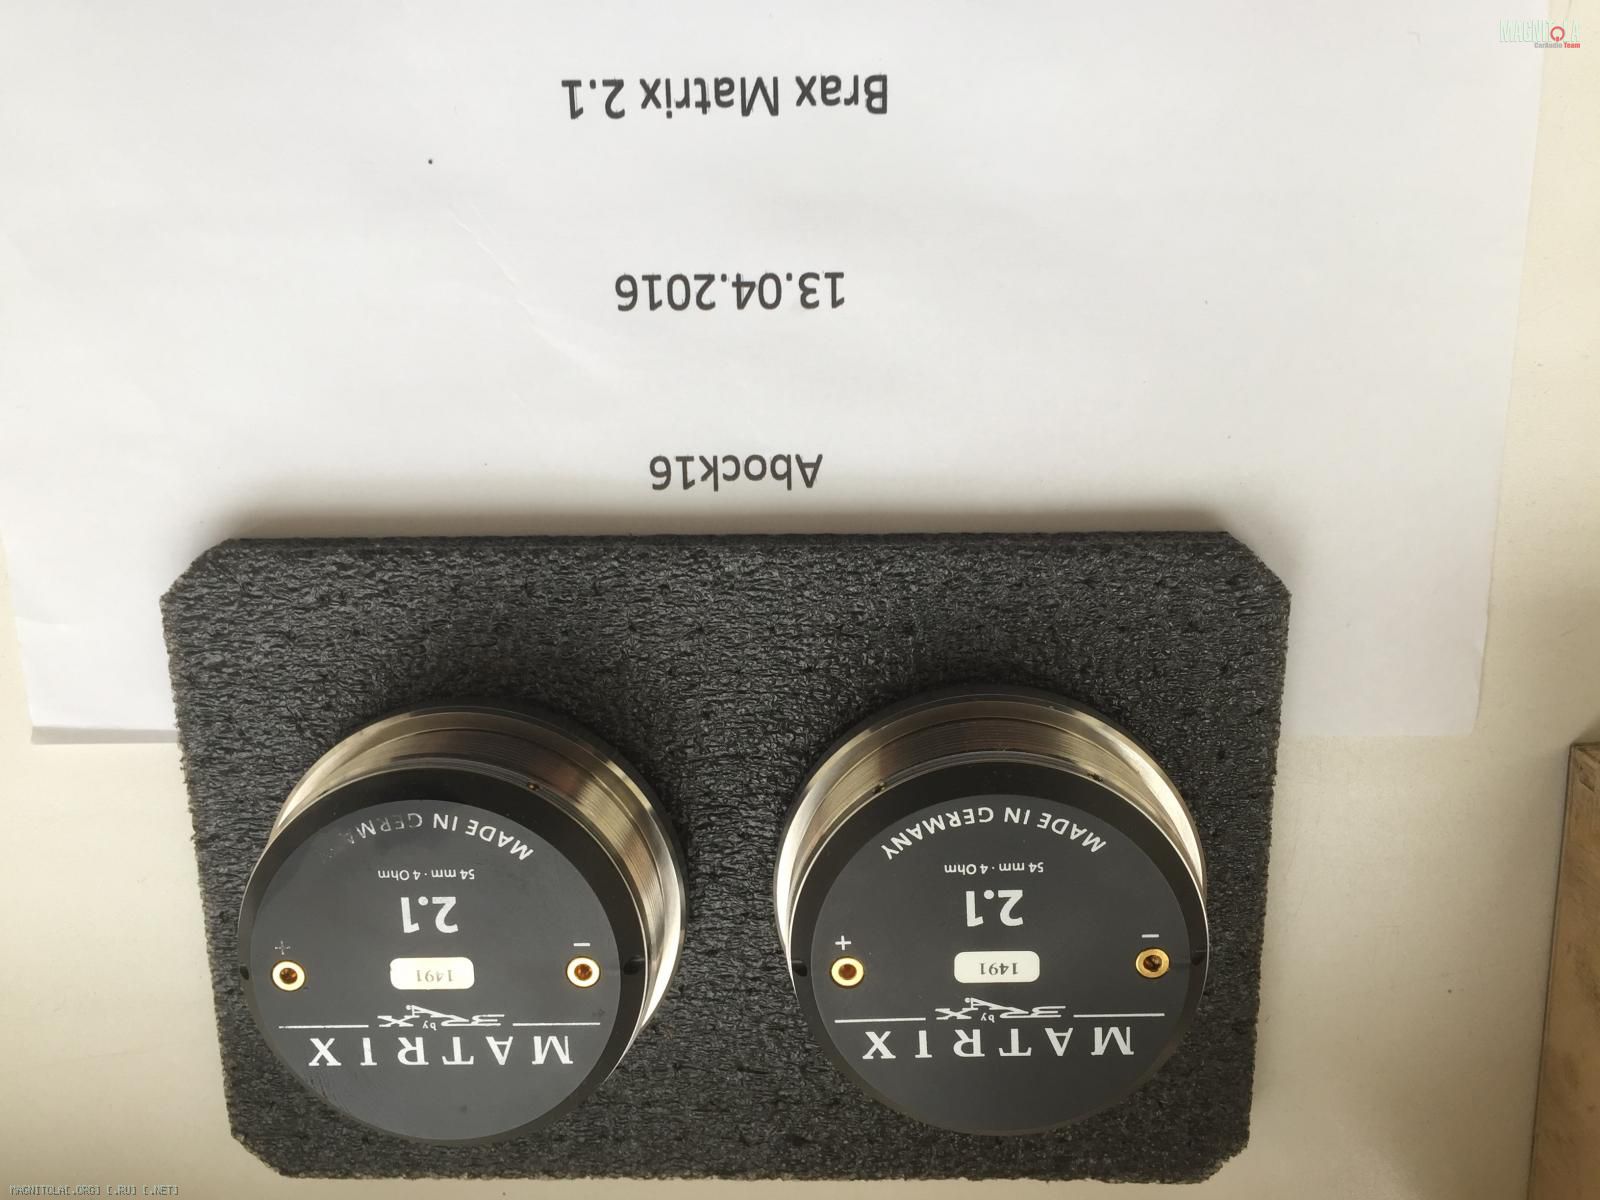 MAGNITOLA
CarAudio Team
Brax Matrix 2.1
13.04.2016
Abock16
MATRIX
by BRAX
1491
2.1
54 mm · 4 Ohm
MADE IN GERMA
+
−
MATRIX
by BRAX
1491
2.1
54 mm · 4 Ohm
MADE IN GERMANY
+
−
MAGNITOLA[.ORG] [.RU] [.NET]